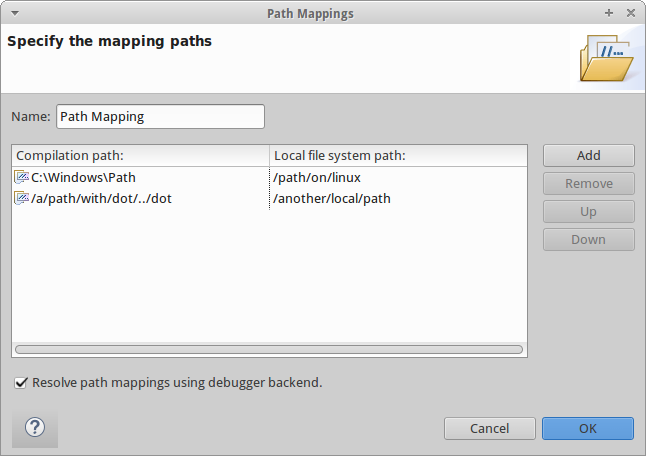 Path Mappings
Specify the mapping paths
Name: Path Mapping
Compilation path: Local file system path:
C:\Windows\Path /path/on/linux
/a/path/with/dot/../dot /another/local/path
Add
Remove
Up
Down
Resolve path mappings using debugger backend.
? Cancel OK